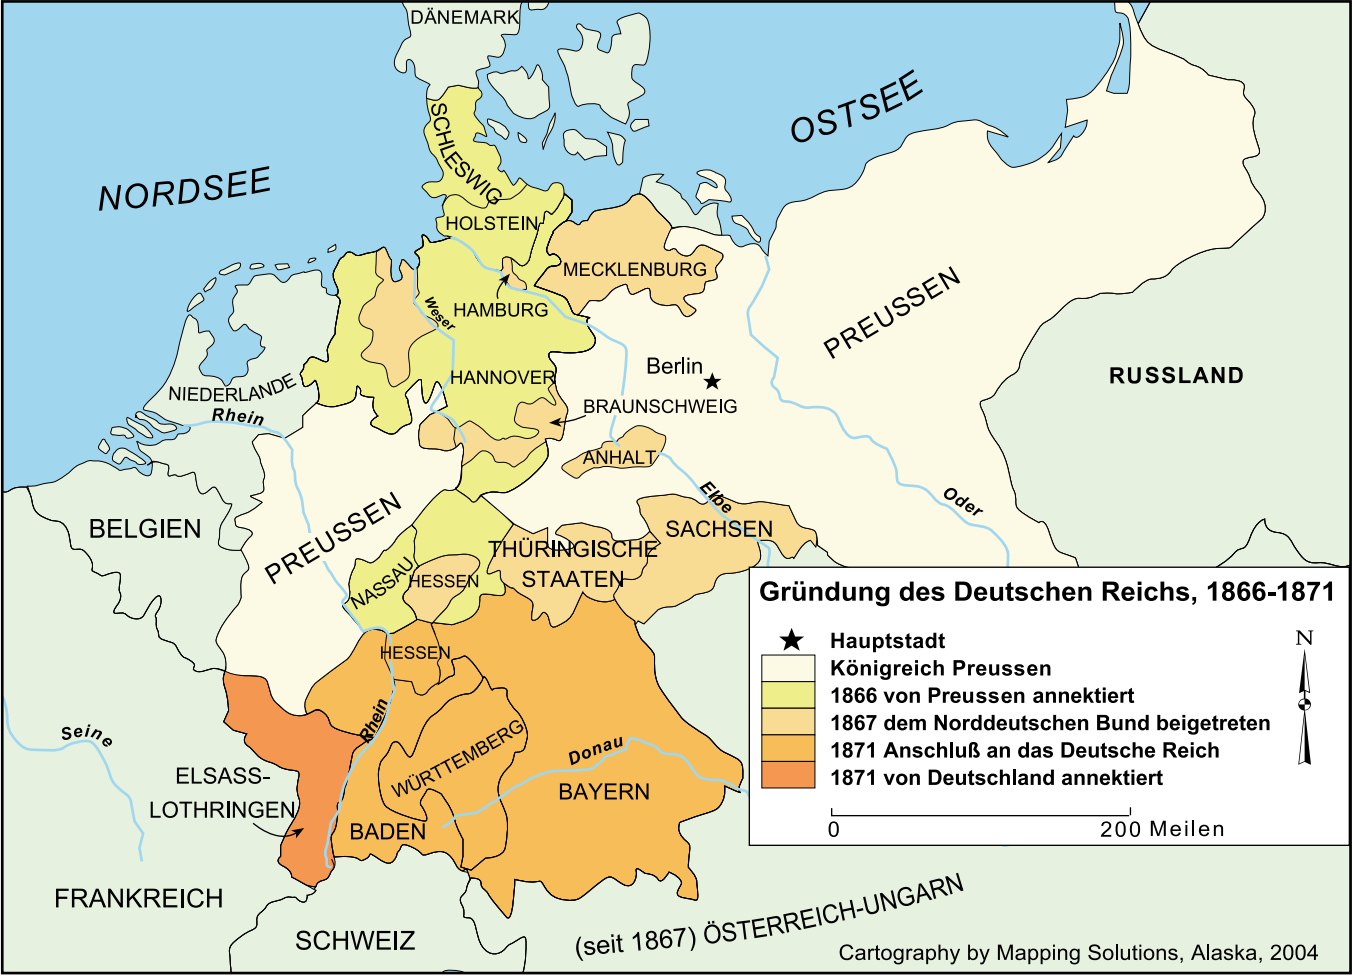 DÄNEMARK
OSTSEE
NORDSEE
SCHLESWIG
HOLSTEIN
MECKLENBURG
HAMBURG
Weser
PREUSSEN
Berlin
RUSSLAND
NIEDERLANDE
HANNOVER
BRAUNSCHWEIG
Rhein
ANHALT
Elbe
Oder
BELGIEN
PREUSSEN
SACHSEN
THÜRINGISCHE
STAATEN
NASSAU
HESSEN
HESSEN
Gründung des Deutschen Reichs, 1866-1871
Hauptstadt
Königreich Preussen
1866 von Preussen annektiert
1867 dem Norddeutschen Bund beigetreten
1871 Anschluß an das Deutsche Reich
1871 von Deutschland annektiert
N
0 200 Meilen
Seine
Rhein
Donau
ELSASS-
LOTHRINGEN
WÜRTTEMBERG
BAYERN
BADEN
FRANKREICH
SCHWEIZ
(seit 1867) ÖSTERREICH-UNGARN
Cartography by Mapping Solutions, Alaska, 2004